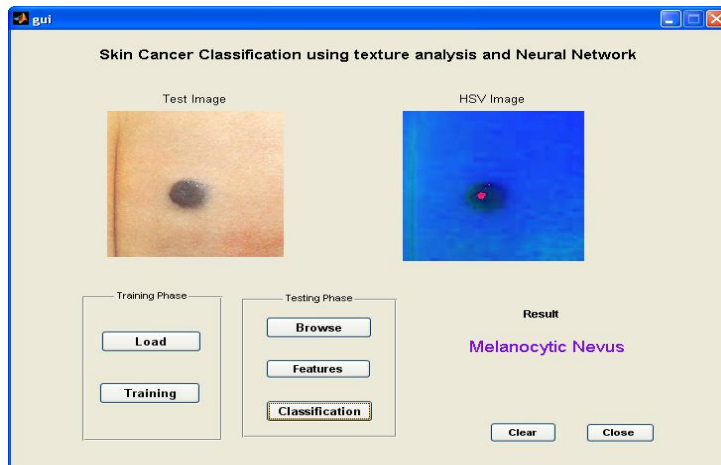 gui
Skin Cancer Classification using texture analysis and Neural Network
Test Image
HSV Image
Training Phase
Load
Training
Testing Phase
Browse
Features
Classification
Result
Melanocytic Nevus
Clear
Close